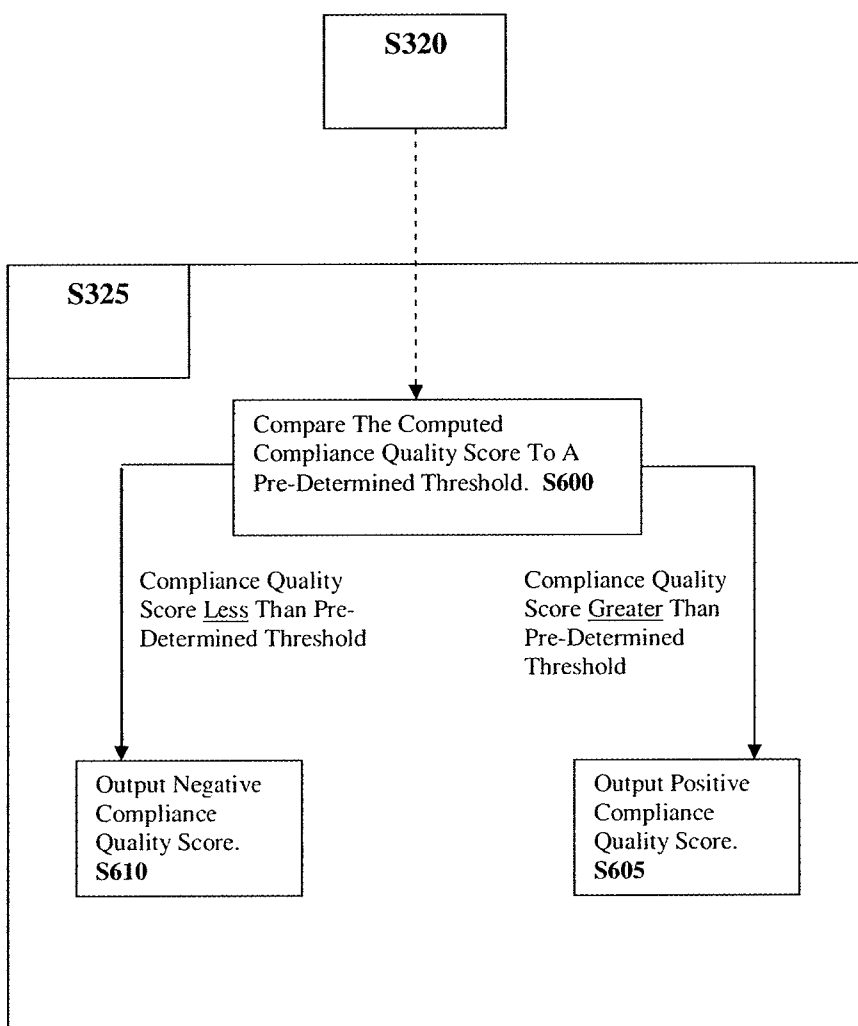 S320
S325
Compare The Computed
Compliance Quality Score To A
Pre-Determined Threshold. S600
Compliance Quality
Score Less Than Pre-
Determined Threshold
Compliance Quality
Score Greater Than
Pre-Determined
Threshold
Output Negative
Compliance
Quality Score.
S610
Output Positive
Compliance
Quality Score.
S605